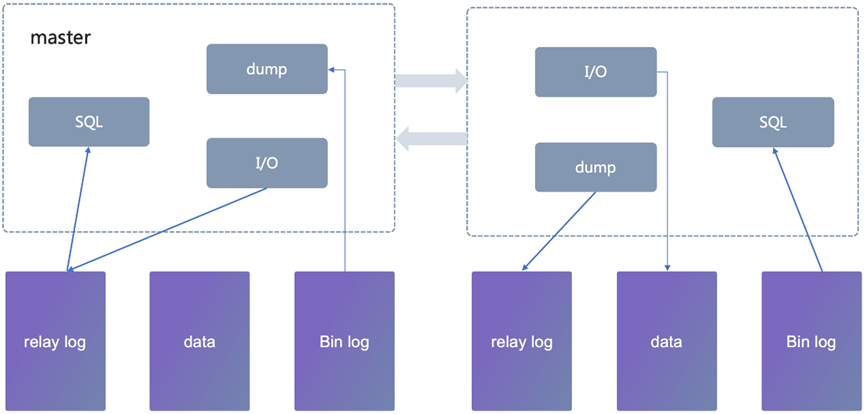 master
dump
SQL
I/O
I/O
dump
SQL
relay log
data
Bin log
relay log
data
Bin log